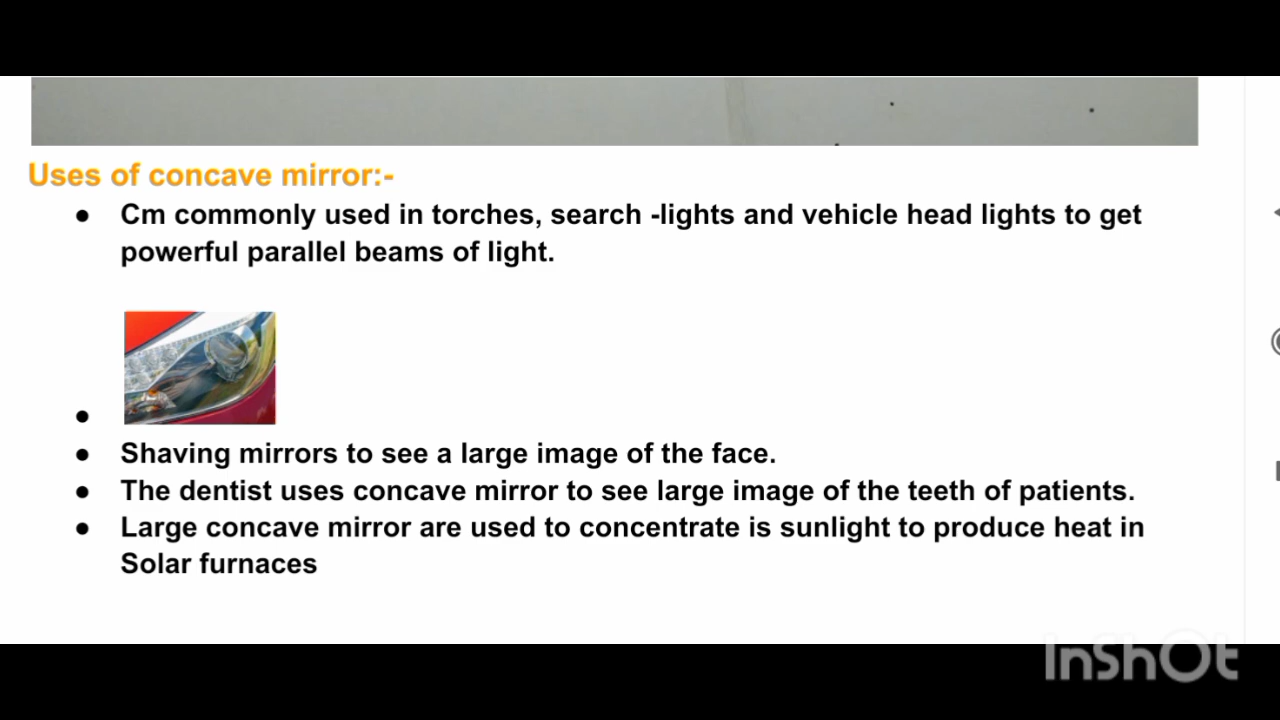 Uses of concave mirror:-
● Cm commonly used in torches, search -lights and vehicle head lights to get
powerful parallel beams of light.
●
● Shaving mirrors to see a large image of the face.
● The dentist uses concave mirror to see large image of the teeth of patients.
● Large concave mirror are used to concentrate is sunlight to produce heat in
Solar furnaces
InShOt